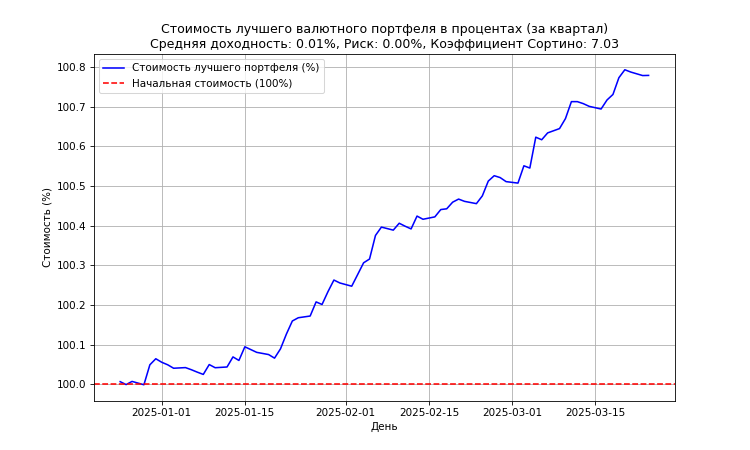 Стоимость лучшего валютного портфеля в процентах (за квартал)
Средняя доходность: 0.01%, Риск: 0.00%, Коэффициент Сортино: 7.03
Стоимость лучшего портфеля (%)
Начальная стоимость (100%)
Стоимость (%)
100.8
100.7
100.6
100.5
100.4
100.3
100.2
100.1
100.0
2025-01-01 2025-01-15 2025-02-01 2025-02-15 2025-03-01 2025-03-15
День